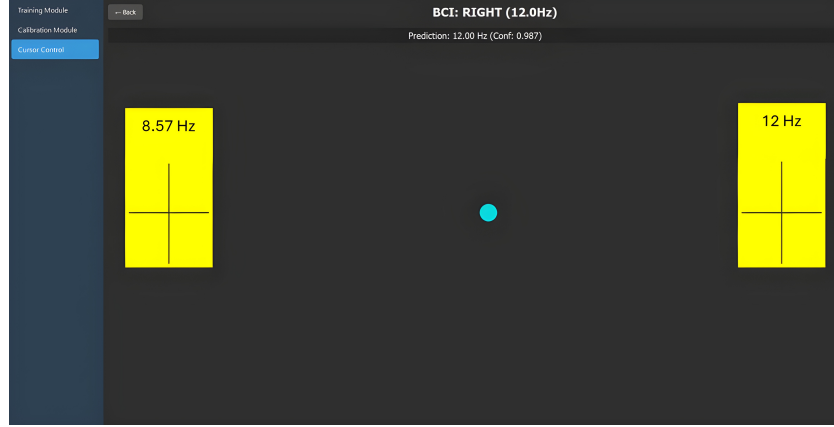 Training Module
Calibration Module
Cursor Control
← Back
BCI: RIGHT (12.0Hz)
Prediction: 12.00 Hz (Conf: 0.987)
8.57 Hz
12 Hz